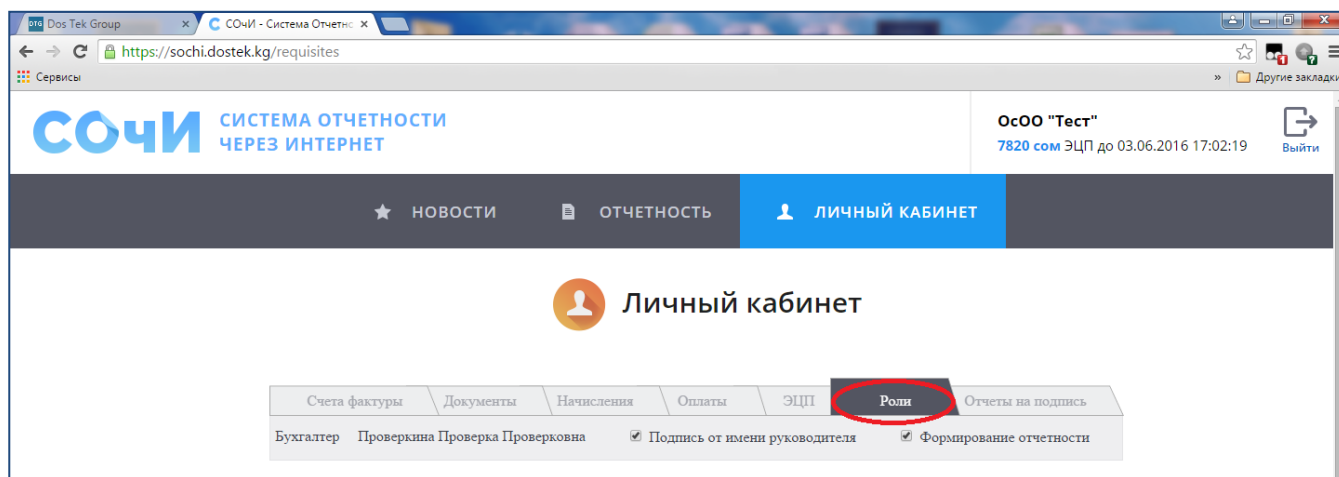 DTG Dos Tek Group
СОчИ - Система Отчетнс
https://sochi.dostek.kg/requisites
Сервисы
» Другие закладки
СОчИ
СИСТЕМА ОТЧЕТНОСТИ
ЧЕРЕЗ ИНТЕРНЕТ
ОсОО "Тест"
7820 сом ЭЦП до 03.06.2016 17:02:19
Выйти
НОВОСТИ ОТЧЕТНОСТЬ ЛИЧНЫЙ КАБИНЕТ
Личный кабинет
Счета фактуры Документы Начисления Оплаты ЭЦП Роли Отчеты на подпись
Бухгалтер Проверкина Проверка Проверковна Подпись от имени руководителя Формирование отчетности